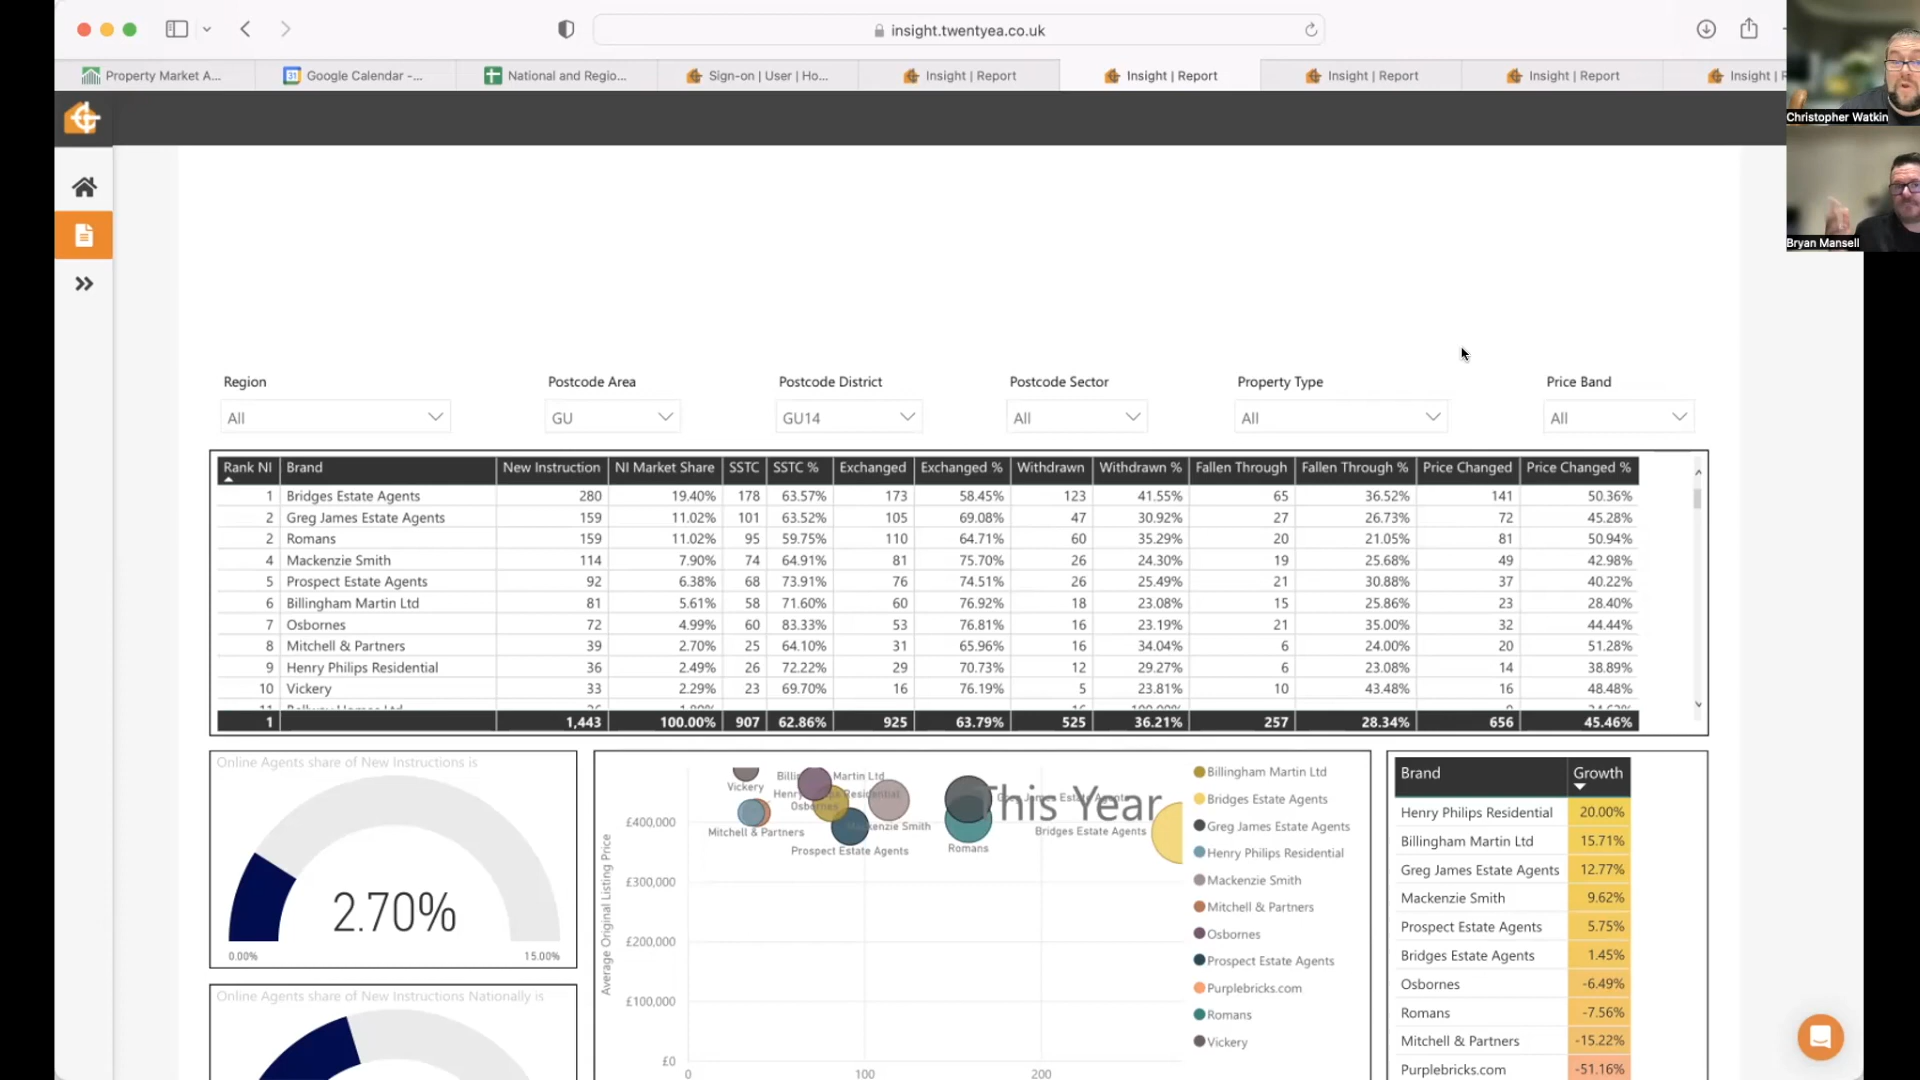 insight.twentyea.co.uk
Property Market A...
31 Google Calendar -...
National and Regio...
Sign-on | User | Ho...
Insight | Report
Insight | Report
Insight | Report
Insight | Report
Insight | F
Christopher Watkin
Bryan Mansell
Region Postcode Area Postcode District Postcode Sector Property Type Price Band
All GU GU14 All All All
Rank NI Brand New Instruction NI Market Share SSTC SSTC % Exchanged Exchanged % Withdrawn Withdrawn % Fallen Through Fallen Through % Price Changed Price Changed %
1 Bridges Estate Agents 280 19.40% 178 63.57% 173 58.45% 123 41.55% 65 36.52% 141 50.36%
2 Greg James Estate Agents 159 11.02% 101 63.52% 105 69.08% 47 30.92% 27 26.73% 72 45.28%
2 Romans 159 11.02% 95 59.75% 110 64.71% 60 35.29% 20 21.05% 81 50.94%
4 Mackenzie Smith 114 7.90% 74 64.91% 81 75.70% 26 24.30% 19 25.68% 49 42.98%
5 Prospect Estate Agents 92 6.38% 68 73.91% 76 74.51% 26 25.49% 21 30.88% 37 40.22%
6 Billingham Martin Ltd 81 5.61% 58 71.60% 60 76.92% 18 23.08% 15 25.86% 23 28.40%
7 Osbornes 72 4.99% 60 83.33% 53 76.81% 16 23.19% 21 35.00% 32 44.44%
8 Mitchell & Partners 39 2.70% 25 64.10% 31 65.96% 16 34.04% 6 24.00% 20 51.28%
9 Henry Philips Residential 36 2.49% 26 72.22% 29 70.73% 12 29.27% 6 23.08% 14 38.89%
10 Vickery 33 2.29% 23 69.70% 16 76.19% 5 23.81% 10 43.48% 16 48.48%
1 1,443 100.00% 907 62.86% 925 63.79% 525 36.21% 257 28.34% 656 45.46%
Online Agents share of New Instructions is
2.70%
0.00% 15.00%
Online Agents share of New Instructions Nationally is
Average Original Listing Price
£400,000
£300,000
£200,000
£100,000
£0
0 100 200
This Year
Vickery
Martin Ltd
Osbornes
Mackenzie Smith
Mitchell & Partners
Prospect Estate Agents
Romans
Greg James Estate Agents
Bridges Estate Agents
Billingham Martin Ltd
Bridges Estate Agents
Greg James Estate Agents
Henry Philips Residential
Mackenzie Smith
Mitchell & Partners
Osbornes
Prospect Estate Agents
Purplebricks.com
Romans
Vickery
Brand Growth
Henry Philips Residential 20.00%
Billingham Martin Ltd 15.71%
Greg James Estate Agents 12.77%
Mackenzie Smith 9.62%
Prospect Estate Agents 5.75%
Bridges Estate Agents 1.45%
Osbornes -6.49%
Romans -7.56%
Mitchell & Partners -15.22%
Purplebricks.com -51.16%